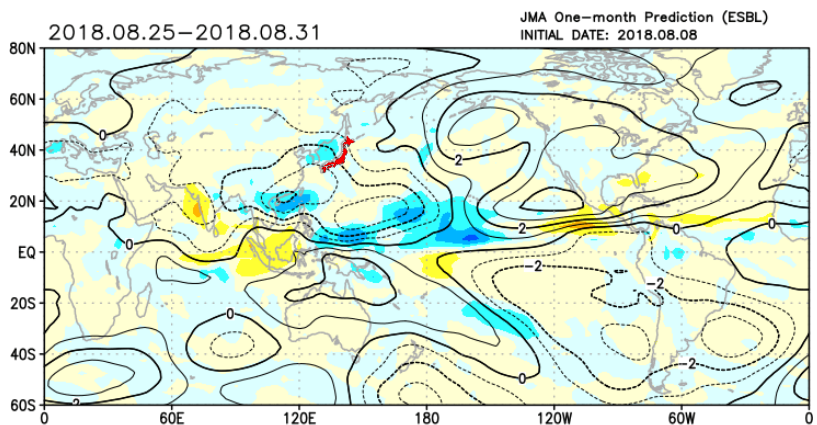 JMA One-month Prediction (ESBL)
2018.08.25-2018.08.31
INITIAL DATE: 2018.08.08
80N
60N
40N
20N
EQ
20S
40S
60S
0
0
0
0
0
0
0
2
2
-2
-2
-2
0
60E
120E
180
120W
60W
0